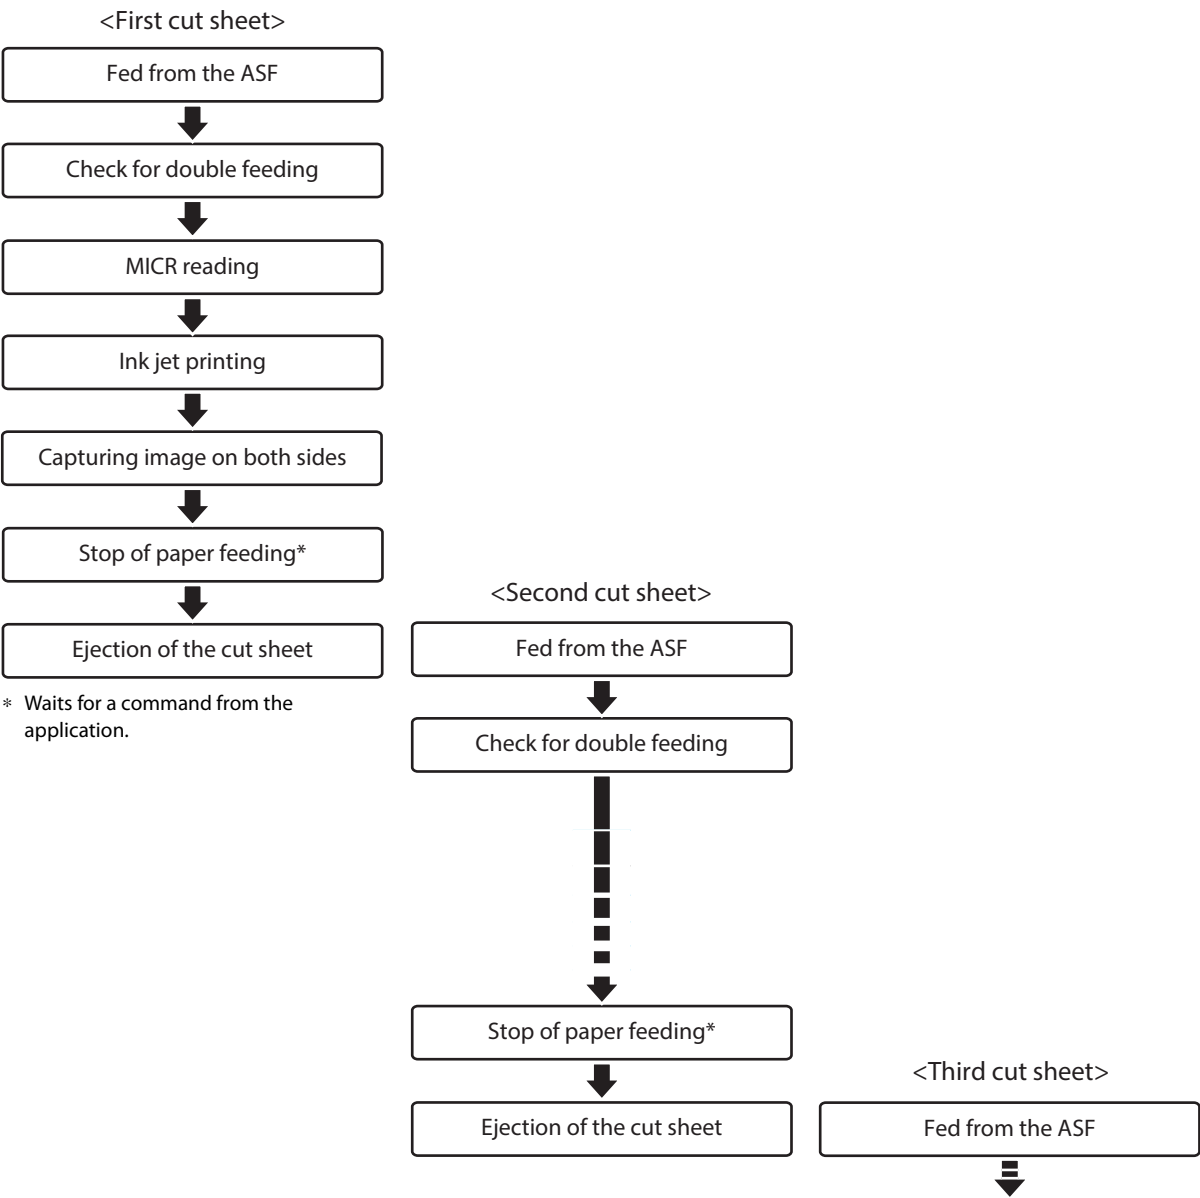 <First cut sheet>
Fed from the ASF
Check for double feeding
MICR reading
Ink jet printing
Capturing image on both sides
Stop of paper feeding*
Ejection of the cut sheet
* Waits for a command from the
application.
<Second cut sheet>
Fed from the ASF
Check for double feeding
Stop of paper feeding*
Ejection of the cut sheet
<Third cut sheet>
Fed from the ASF